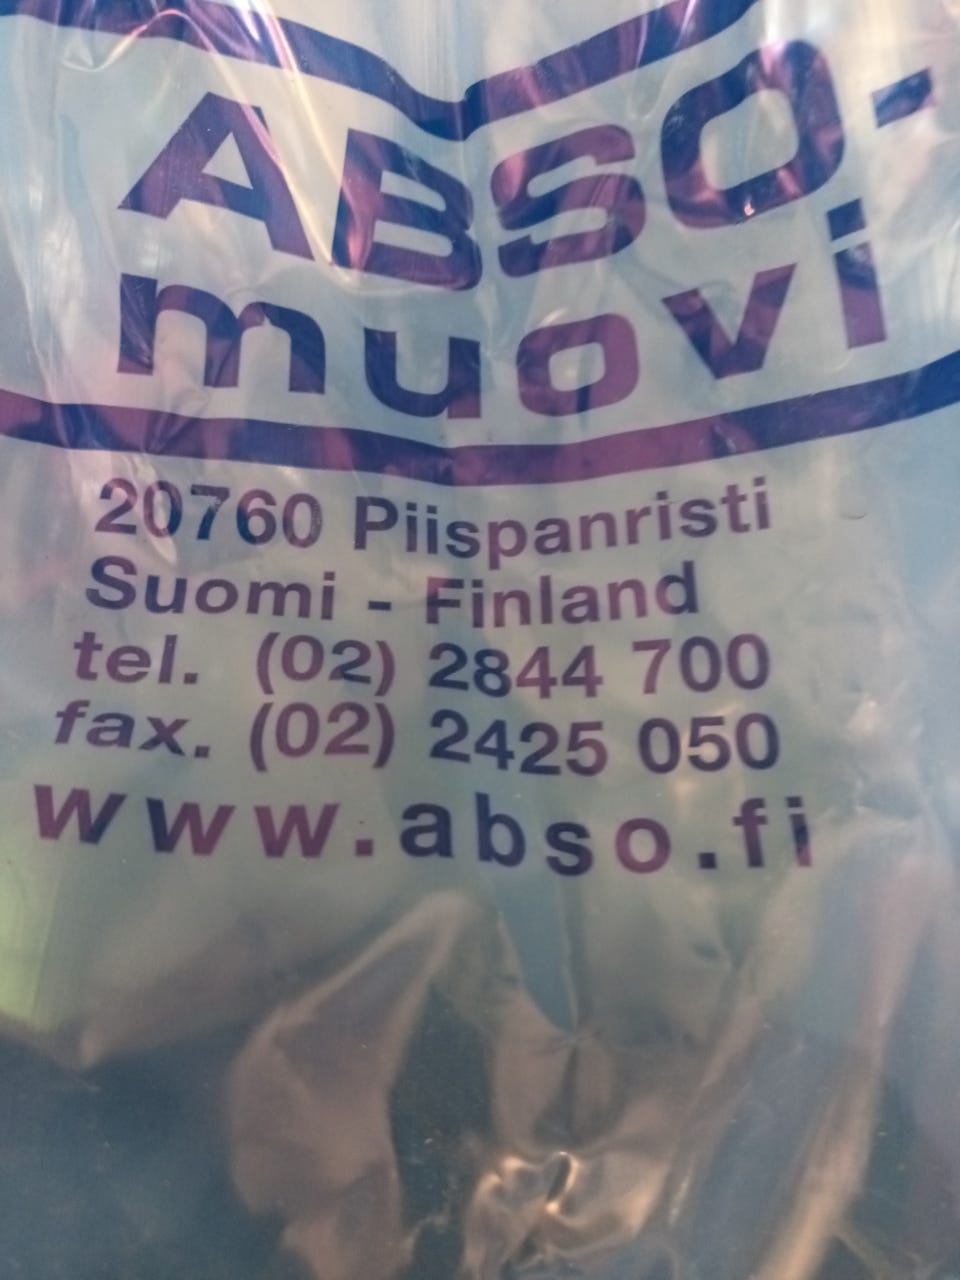 ABSO-
muovi
20760 Piispanristi
Suomi - Finland
tel. (02) 2844 700
fax. (02) 2425 050
www.abso.fi